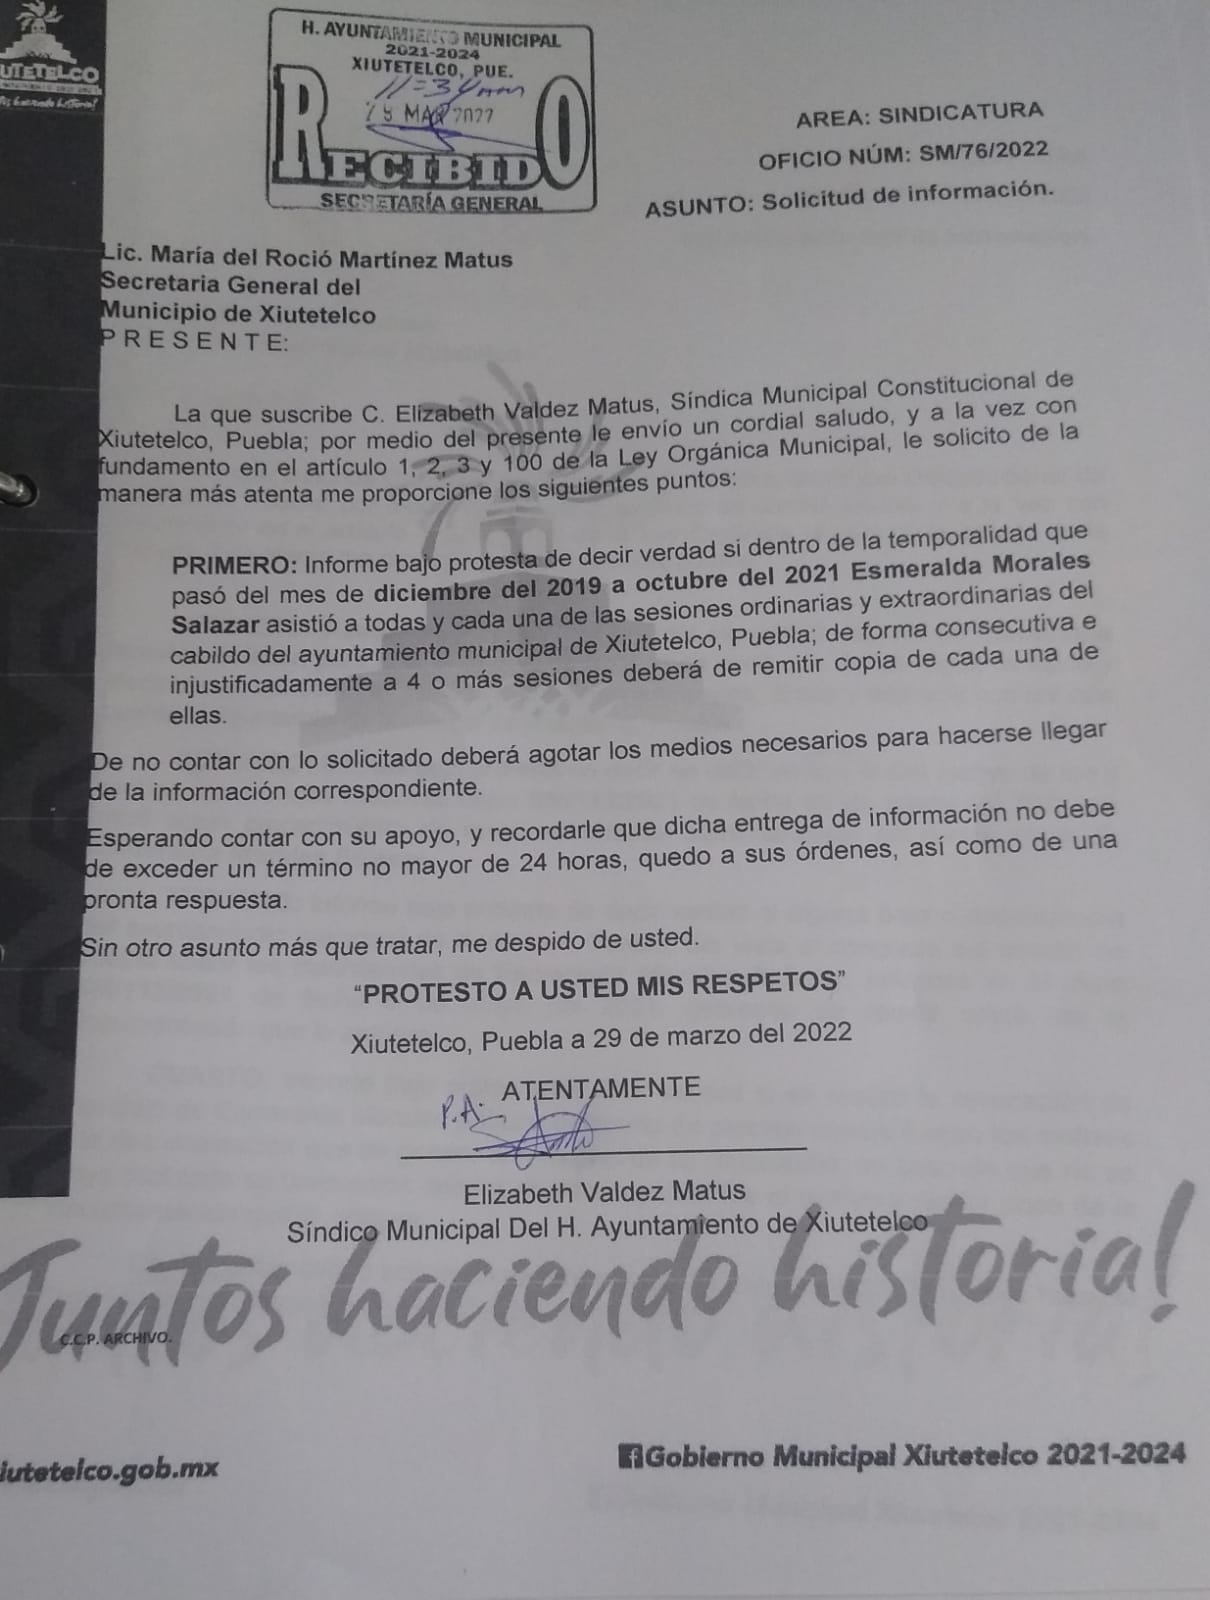 UTETELCO
H. AYUNTAMIENTO MUNICIPAL
2021-2024
XIUTETELCO, PUE.
11=34am
MAR 2022
RECIBIDO
SECRETARÍA GENERAL
AREA: SINDICATURA
OFICIO NÚM: SM/76/2022
ASUNTO: Solicitud de información.
Lic. María del Roció Martínez Matus
Secretaria General del
Municipio de Xiutetelco
P R E S E N T E:
La que suscribe C. Elizabeth Valdez Matus, Síndica Municipal Constitucional de
Xiutetelco, Puebla; por medio del presente le envío un cordial saludo, y a la vez con
fundamento en el artículo 1, 2, 3 y 100 de la Ley Orgánica Municipal, le solicito de la
manera más atenta me proporcione los siguientes puntos:
PRIMERO: Informe bajo protesta de decir verdad si dentro de la temporalidad que
pasó del mes de diciembre del 2019 a octubre del 2021 Esmeralda Morales
Salazar asistió a todas y cada una de las sesiones ordinarias y extraordinarias del
cabildo del ayuntamiento municipal de Xiutetelco, Puebla; de forma consecutiva e
injustificadamente a 4 o más sesiones deberá de remitir copia de cada una de
ellas.
De no contar con lo solicitado deberá agotar los medios necesarios para hacerse llegar
de la información correspondiente.
Esperando contar con su apoyo, y recordarle que dicha entrega de información no debe
de exceder un término no mayor de 24 horas, quedo a sus órdenes, así como de una
pronta respuesta.
Sin otro asunto más que tratar, me despido de usted.
“PROTESTO A USTED MIS RESPETOS”
Xiutetelco, Puebla a 29 de marzo del 2022
ATENTAMENTE
P.A.
Elizabeth Valdez Matus
Síndico Municipal Del H. Ayuntamiento de Xiutetelco
Juntos haciendo historia!
C.C.P. ARCHIVO.
iutetelco.gob.mx
Gobierno Municipal Xiutetelco 2021-2024